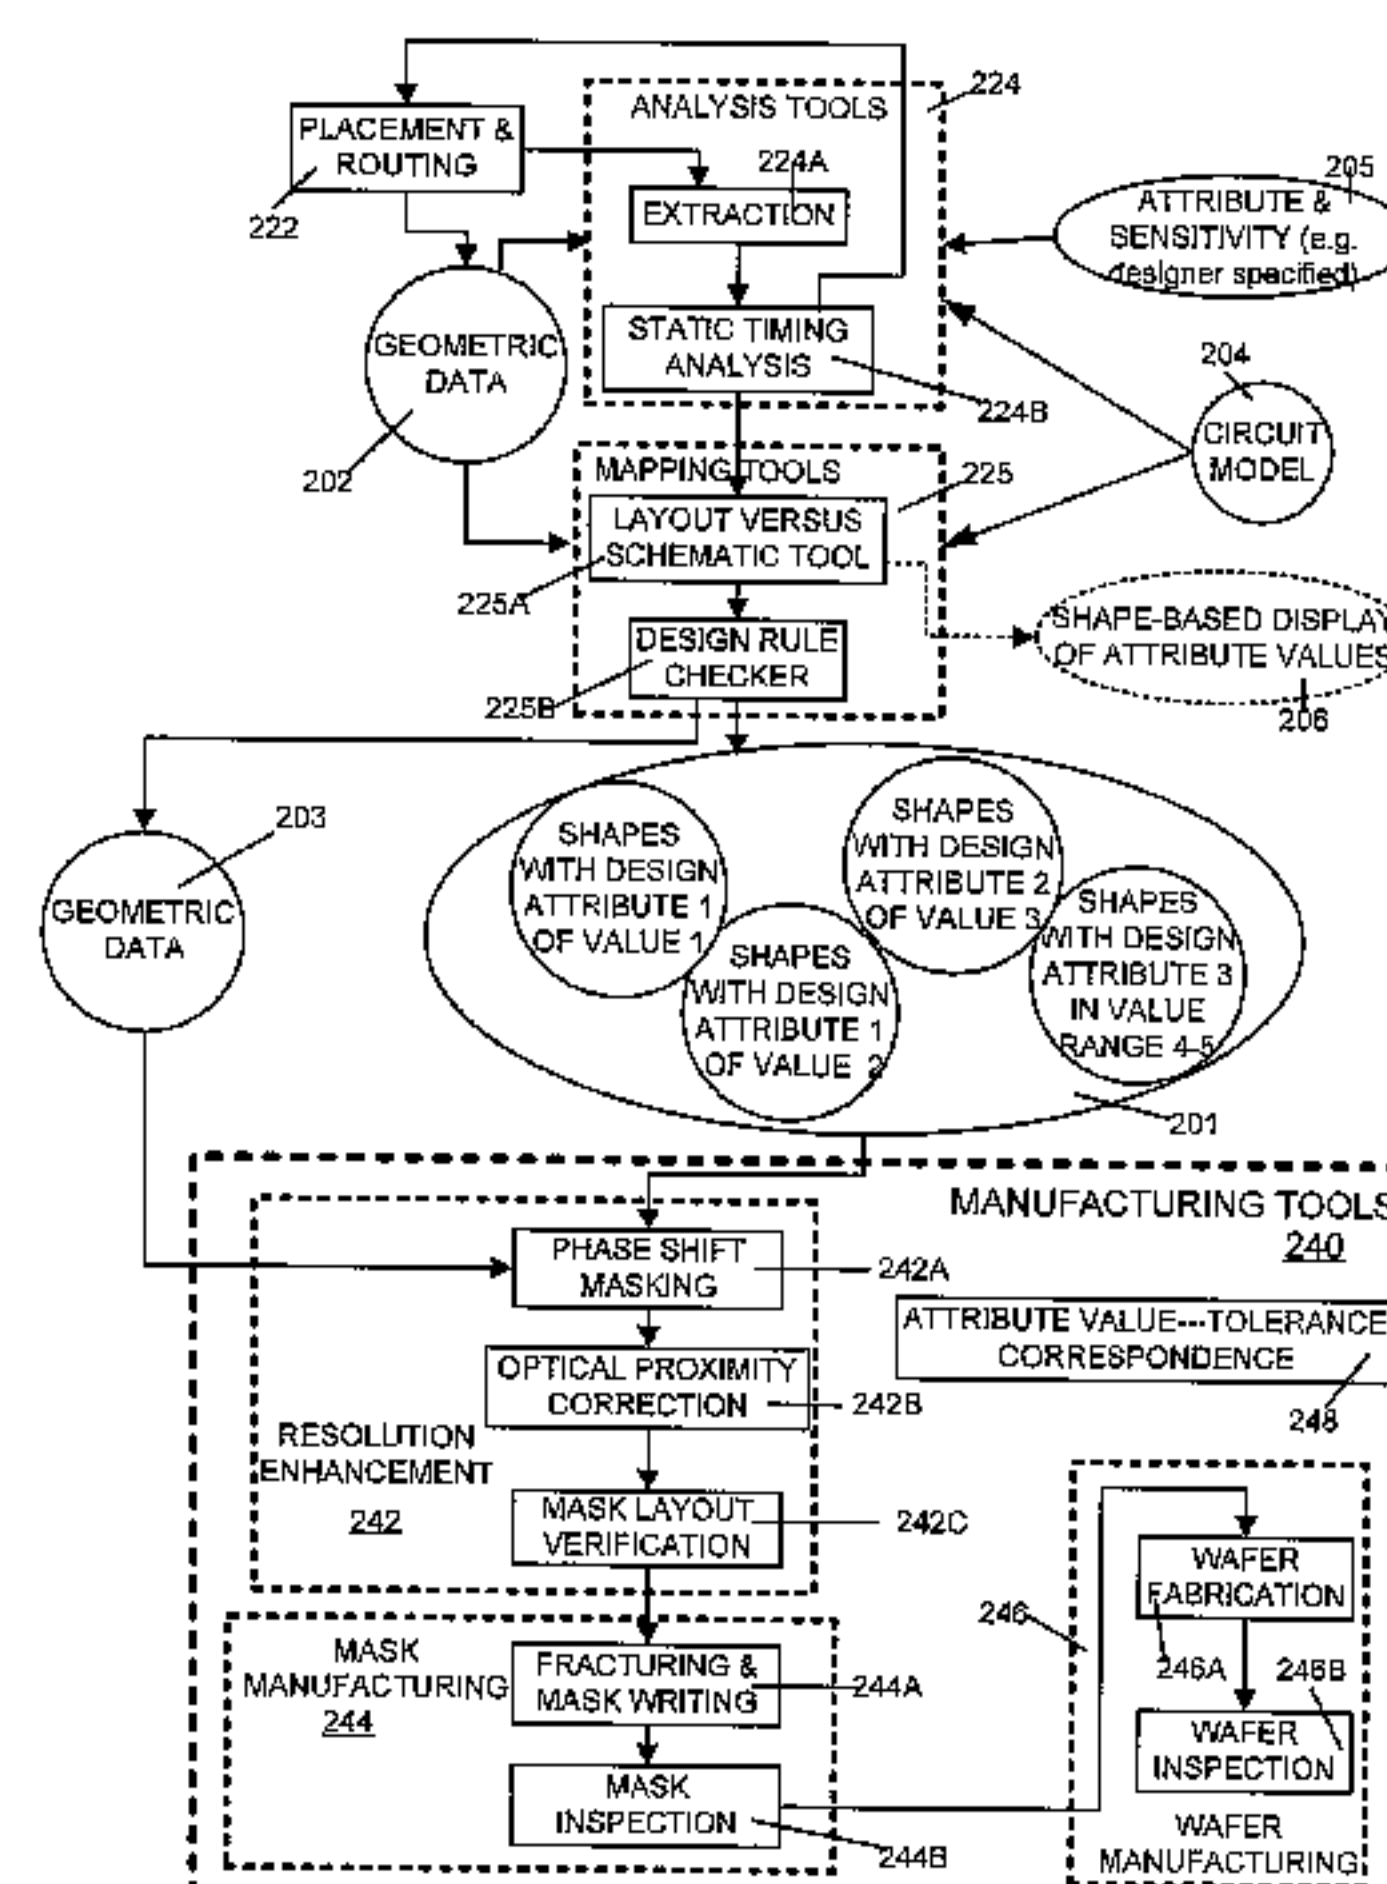 224
ANALYSIS TOOLS
PLACEMENT &
ROUTING
222
224A
EXTRACTION
205
ATTRIBUTE &
SENSITIVITY (e.g.
designer specified)
STATIC TIMING
ANALYSIS
224B
GEOMETRIC
DATA
202
204
CIRCUIT
MODEL
MAPPING TOOLS
225
LAYOUT VERSUS
SCHEMATIC TOOL
225A
DESIGN RULE
CHECKER
225B
SHAPE-BASED DISPLAY
OF ATTRIBUTE VALUES
206
203
GEOMETRIC
DATA
SHAPES
WITH DESIGN
ATTRIBUTE 1
OF VALUE 1
SHAPES
WITH DESIGN
ATTRIBUTE 1
OF VALUE 2
SHAPES
WITH DESIGN
ATTRIBUTE 2
OF VALUE 3
SHAPES
WITH DESIGN
ATTRIBUTE 3
IN VALUE
RANGE 4-5
201
MANUFACTURING TOOLS
240
PHASE SHIFT
MASKING
242A
ATTRIBUTE VALUE---TOLERANCE
CORRESPONDENCE
248
OPTICAL PROXIMITY
CORRECTION
242B
RESOLUTION
ENHANCEMENT
242
MASK LAYOUT
VERIFICATION
242C
MASK
MANUFACTURING
244
FRACTURING &
MASK WRITING
244A
MASK
INSPECTION
244B
246
WAFER
FABRICATION
246A
246B
WAFER
INSPECTION
WAFER
MANUFACTURING